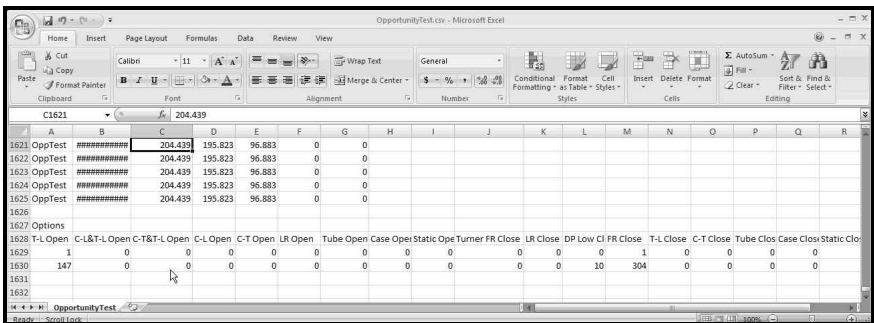 OpportunityTest.csv - Microsoft Excel
Home Insert Page Layout Formulas Data Review View
Paste Cut Copy Format Painter Clipboard
Calibri 11 A A B I U A Font
Wrap Text Merge & Center Alignment
General $ % , Number
Conditional Formatting Format as Table Cell Styles Styles
Insert Delete Format Cells
Σ AutoSum Fill Clear Sort & Filter Find & Select Editing
C1621 fx 204.439
A B C D E F G H I J K L M N O P Q R
1621 OppTest ########### 204.439 195.823 96.883 0 0
1622 OppTest ########### 204.439 195.823 96.883 0 0
1623 OppTest ########### 204.439 195.823 96.883 0 0
1624 OppTest ########### 204.439 195.823 96.883 0 0
1625 OppTest ########### 204.439 195.823 96.883 0 0
1626
1627 Options
1628 T-L Open C-L&T-L Open C-T&T-L Open C-L Open C-T Open LR Open Tube Open Case Oper Static Ope Turner FR Close LR Close DP Low Cl FR Close T-L Close C-T Close Tube Clos Case Close Static Clo
1629 1 0 0 0 0 0 0 0 0 0 0 0 1 0 0 0 0
1630 147 0 0 0 0 0 0 0 0 0 0 10 304 0 0 0 0
1631
1632
OpportunityTest
Ready Scroll Lock 100%